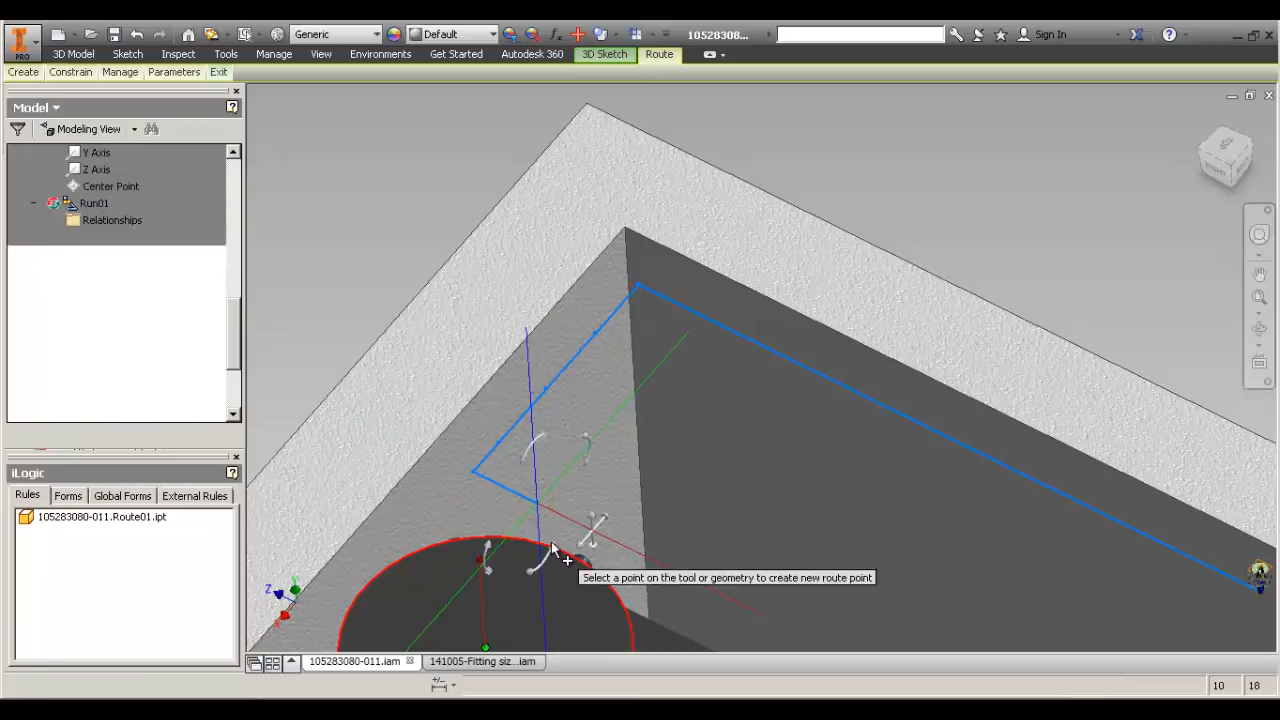 Generic
Default
fx
10528308...
Sign In
PRO
3D Model Sketch Inspect Tools Manage View Environments Get Started Autodesk 360 3D Sketch Route
Create Constrain Manage Parameters Exit
Model
Modeling View
Y Axis
Z Axis
Center Point
Run01
Relationships
TOP
Select a point on the tool or geometry to create new route point
iLogic
Rules Forms Global Forms External Rules
105283080-011.Route01.ipt
Z Y X
105283080-011.iam 141005-Fitting siz...iam
10 18